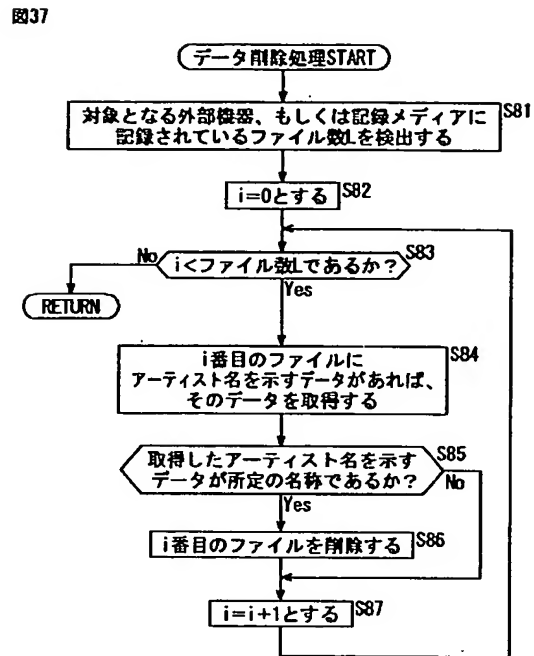 図37
データ削除処理START
対象となる外部機器、もしくは記録メディアに
記録されているファイル数Lを検出する
S81
i=0とする
S82
i<ファイル数Lであるか?
S83
No
Yes
RETURN
i番目のファイルに
アーティスト名を示すデータがあれば、
そのデータを取得する
S84
取得したアーティスト名を示す
データが所定の名称であるか?
S85
No
Yes
i番目のファイルを削除する
S86
i=i+1とする
S87